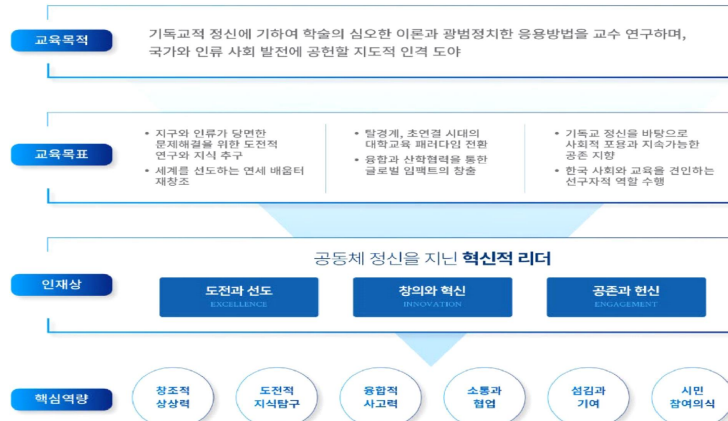 교육목적
기독교적 정신에 기하여 학술의 심오한 이론과 광범정치한 응용방법을 교수 연구하며,
국가와 인류 사회 발전에 공헌할 지도적 인격 도야
교육목표
• 지구와 인류가 당면한
문제해결을 위한 도전적
연구와 지식 추구
• 세계를 선도하는 연세 배움터
재창조
• 탈경계, 초연결 시대의
대학교육 패러다임 전환
• 융합과 산학협력을 통한
글로벌 임팩트의 창출
• 기독교 정신을 바탕으로
사회적 포용과 지속가능한
공존 지향
• 한국 사회와 교육을 견인하는
선구자적 역할 수행
인재상
공동체 정신을 지닌 혁신적 리더
도전과 선도
EXCELLENCE
창의와 혁신
INNOVATION
공존과 헌신
ENGAGEMENT
핵심역량
창조적
상상력
도전적
지식탐구
융합적
사고력
소통과
협업
섬김과
기여
시민
참여의식